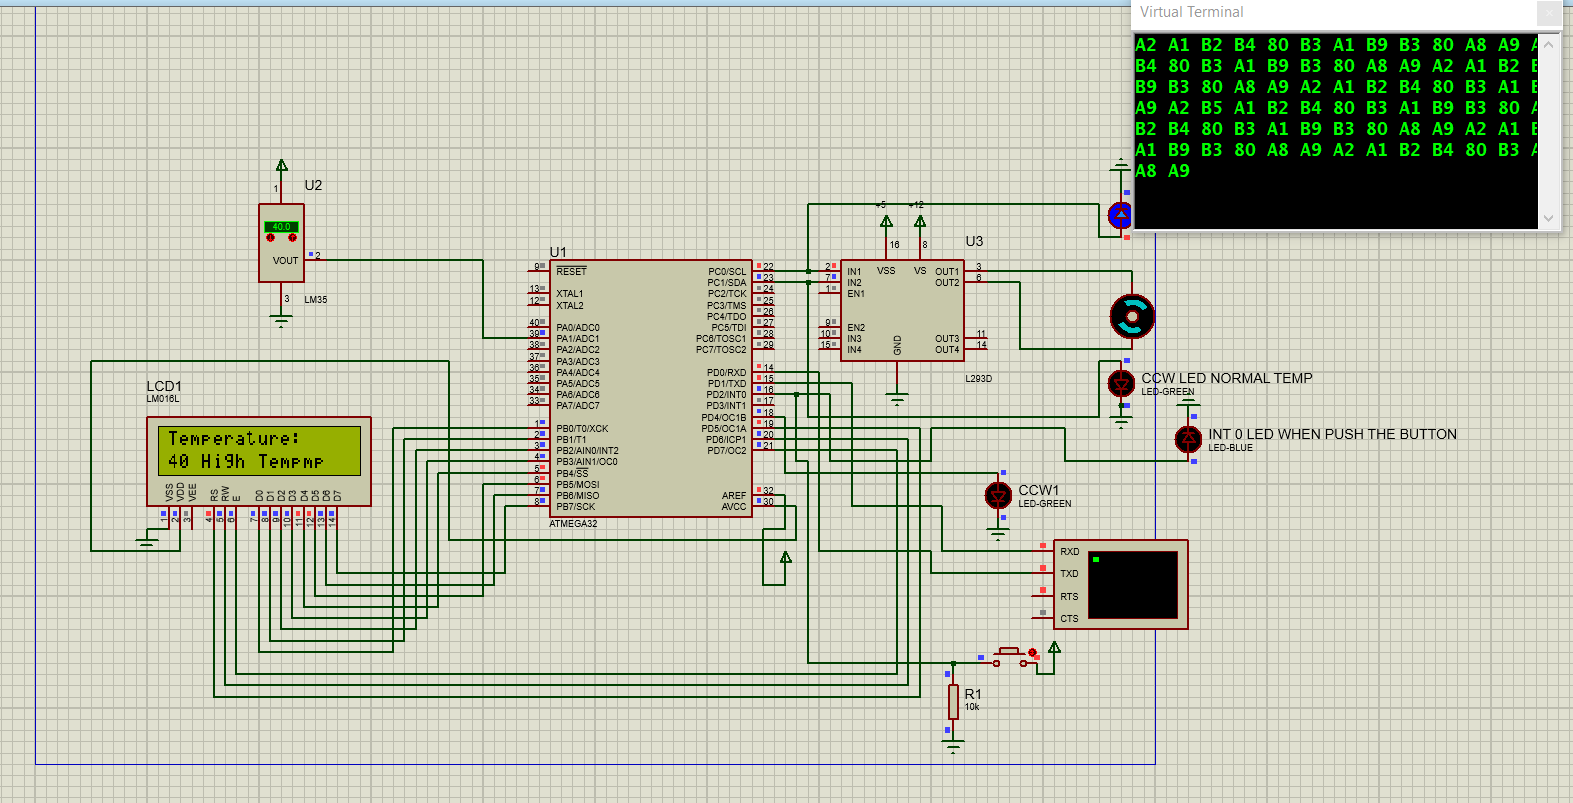 Virtual Terminal
A2 A1 B2 B4 80 B3 A1 B9 B3 80 A8 A9
B4 80 B3 A1 B9 B3 80 A8 A9 A2 A1 B2
B9 B3 80 A8 A9 A2 A1 B2 B4 80 B3 A1
A9 A2 B5 A1 B2 B4 80 B3 A1 B9 B3 80
B2 B4 80 B3 A1 B9 B3 80 A8 A9 A2 A1
A1 B9 B3 80 A8 A9 A2 A1 B2 B4 80 B3
A8 A9
U2
1
40.0
VOUT
2
3
LM35
U1
9 RESET
13 XTAL1
12 XTAL2
40 PA0/ADC0
39 PA1/ADC1
38 PA2/ADC2
37 PA3/ADC3
36 PA4/ADC4
35 PA5/ADC5
34 PA6/ADC6
33 PA7/ADC7
1 PB0/T0/XCK
2 PB1/T1
3 PB2/AIN0/INT2
4 PB3/AIN1/OC0
5 PB4/SS
6 PB5/MOSI
7 PB6/MISO
8 PB7/SCK
PC0/SCL 22
PC1/SDA 23
PC2/TCK 24
PC3/TMS 25
PC4/TDO 26
PC5/TDI 27
PC6/TOSC1 28
PC7/TOSC2 29
PD0/RXD 14
PD1/TXD 15
PD2/INT0 16
PD3/INT1 17
PD4/OC1B 18
PD5/OC1A 19
PD6/ICP1 20
PD7/OC2 21
AREF 32
AVCC 30
ATMEGA32
+5
+12
16
8
U3
VSS
VS
2 IN1
7 IN2
1 EN1
9 EN2
10 IN3
15 IN4
OUT1 3
OUT2 6
OUT3 11
OUT4 14
GND
L293D
CCW LED NORMAL TEMP
LED-GREEN
INT 0 LED WHEN PUSH THE BUTTON
LED-BLUE
CCW1
LED-GREEN
LCD1
LM016L
Temperature:
40 High Tempmp
VSS
VDD
VEE
RS
RW
E
D0
D1
D2
D3
D4
D5
D6
D7
1
2
3
4
5
6
7
8
9
10
11
12
13
14
RXD
TXD
RTS
CTS
R1
10k